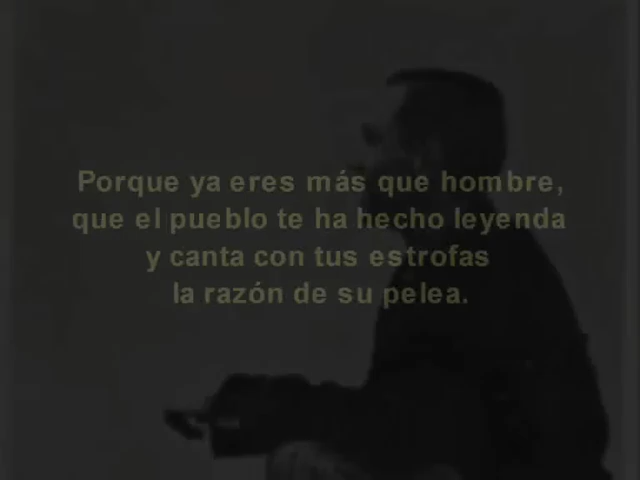 Porque ya eres más que hombre,
que el pueblo te ha hecho leyenda
y canta con tus estrofas
la razón de su pelea.